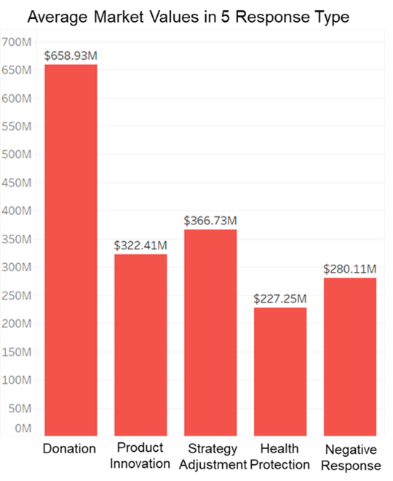 Average Market Values in 5 Response Type
700M
$658.93M
650M
600M
550M
500M
450M
400M
$366.73M
350M
$322.41M
300M
$280.11M
250M
$227.25M
200M
150M
100M
50M
0M
Donation
Product
Innovation
Strategy
Adjustment
Health
Protection
Negative
Response